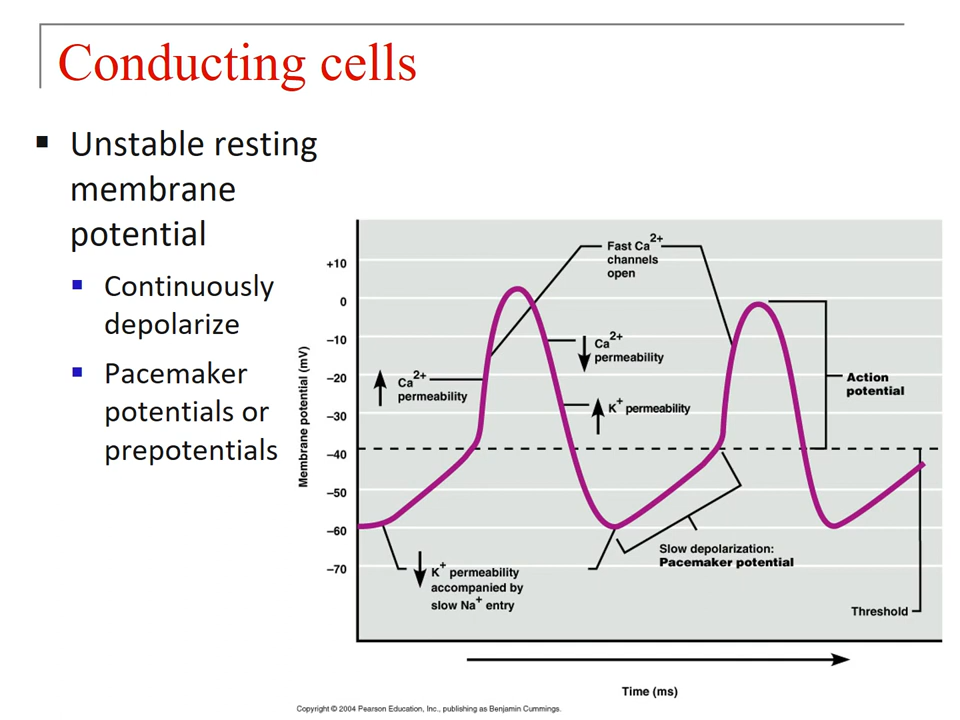 Conducting cells
Unstable resting
membrane
potential
Continuously
depolarize
Pacemaker
potentials or
prepotentials
Membrane potential (mV)
+10
0
–10
–20
–30
–40
–50
–60
–70
Fast Ca2+
channels
open
Ca2+
permeability
Ca2+
permeability
K+ permeability
Action
potential
K+ permeability
accompanied by
slow Na+ entry
Slow depolarization:
Pacemaker potential
Threshold
Time (ms)
Copyright © 2004 Pearson Education, Inc., publishing as Benjamin Cummings.